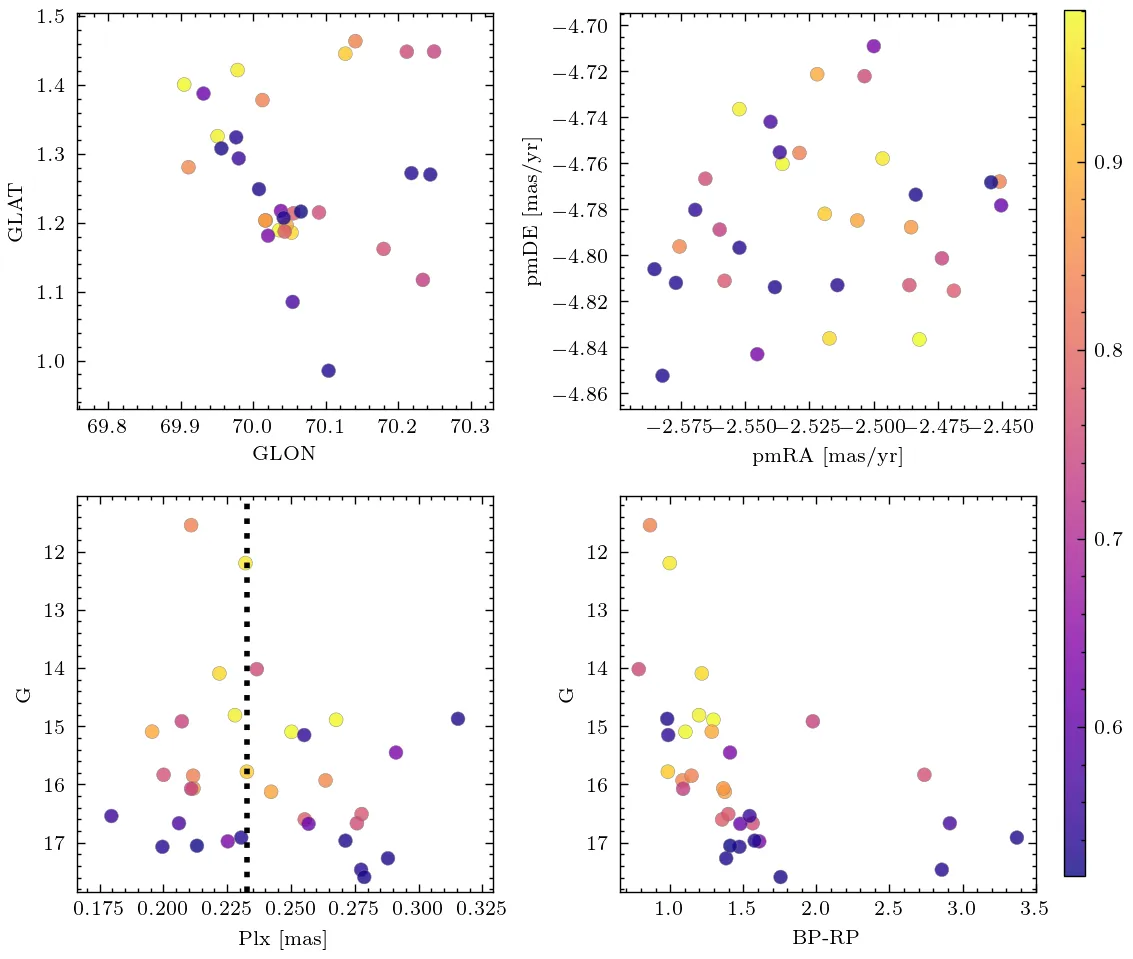 1.5
1.4
1.3
1.2
1.1
1.0
GLAT
69.8 69.9 70.0 70.1 70.2 70.3
GLON
−4.70
−4.72
−4.74
−4.76
−4.78
−4.80
−4.82
−4.84
−4.86
pmDE [mas/yr]
−2.575 −2.550 −2.525 −2.500 −2.475 −2.450
pmRA [mas/yr]
12
13
14
15
16
17
G
0.175 0.200 0.225 0.250 0.275 0.300 0.325
Plx [mas]
12
13
14
15
16
17
G
1.0 1.5 2.0 2.5 3.0 3.5
BP-RP
0.9
0.8
0.7
0.6